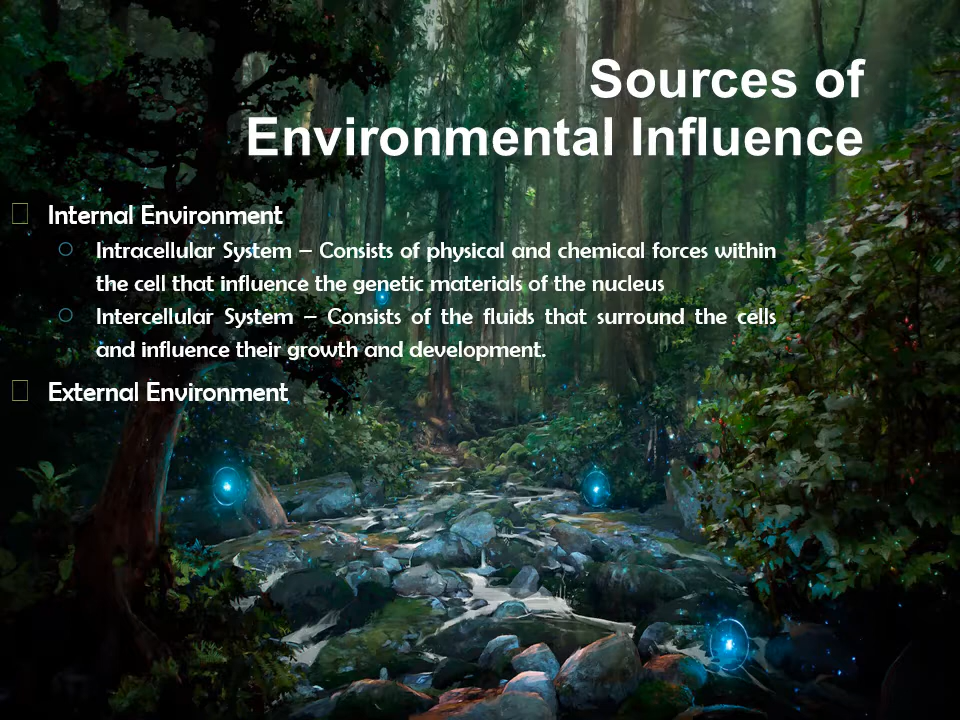 Sources of
Environmental Influence
Internal Environment
Intracellular System – Consists of physical and chemical forces within
the cell that influence the genetic materials of the nucleus
Intercellular System – Consists of the fluids that surround the cells
and influence their growth and development.
External Environment